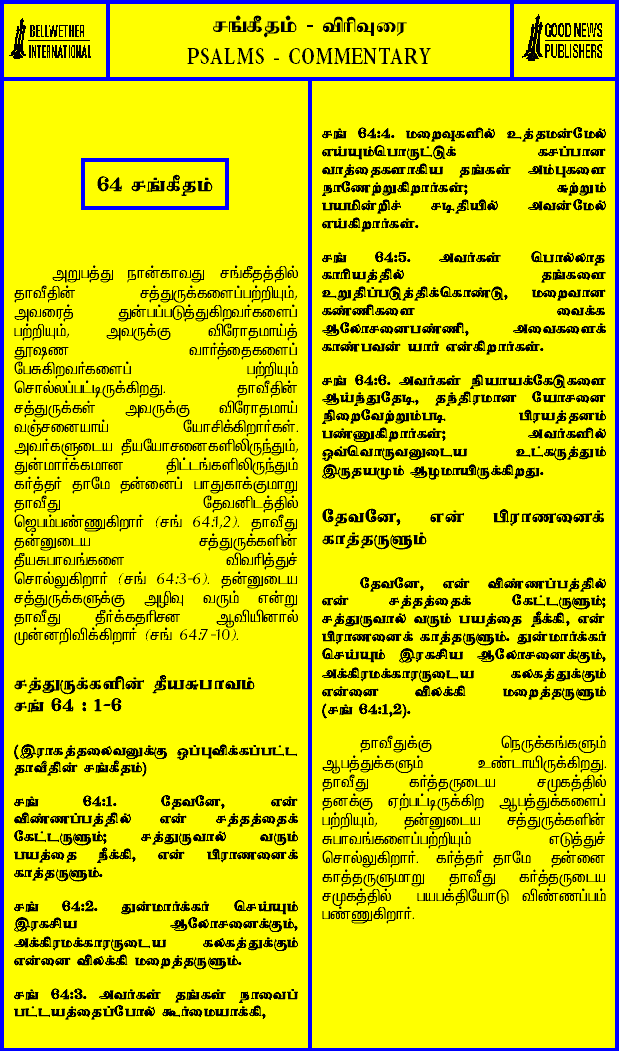 BELLWETHER
INTERNATIONAL
சங்கீதம் - விரிவுரை
PSALMS - COMMENTARY
GOOD NEWS
PUBLISHERS
64 சங்கீதம்
அறுபத்து நான்காவது சங்கீதத்தில்
தாவீதின் சத்துருக்களைப்பற்றியும்,
அவரைத் துன்பப்படுத்துகிறவர்களைப்
பற்றியும், அவருக்கு விரோதமாய்த்
தூஷண வார்த்தைகளைப்
பேசுகிறவர்களைப் பற்றியும்
சொல்லப்பட்டிருக்கிறது. தாவீதின்
சத்துருக்கள் அவருக்கு விரோதமாய்
வஞ்சனையாய் யோசிக்கிறார்கள்.
அவர்களுடைய தீயயோசனைகளிலிருந்தும்,
துன்மார்க்கமான திட்டங்களிலிருந்தும்
கர்த்தர் தாமே தன்னைப் பாதுகாக்குமாறு
தாவீது தேவனிடத்தில்
ஜெபம்பண்ணுகிறார் (சங் 64:1,2). தாவீது
தன்னுடைய சத்துருக்களின்
தீயசுபாவங்களை விவரித்துச்
சொல்லுகிறார் (சங் 64:3-6). தன்னுடைய
சத்துருக்களுக்கு அழிவு வரும் என்று
தாவீது தீர்க்கதரிசன ஆவியினால்
முன்னறிவிக்கிறார் (சங் 64:7-10).
சத்துருக்களின் தீயசுபாவம்
சங் 64 : 1-6
(இராகத்தலைவனுக்கு ஒப்புவிக்கப்பட்ட
தாவீதின் சங்கீதம்)
சங் 64:1. தேவனே, என்
விண்ணப்பத்தில் என் சத்தத்தைக்
கேட்டருளும்; சத்துருவால் வரும்
பயத்தை நீக்கி, என் பிராணனைக்
காத்தருளும்.
சங் 64:2. துன்மார்க்கர் செய்யும்
இரகசிய ஆலோசனைக்கும்,
அக்கிரமக்காரருடைய கலகத்துக்கும்
என்னை விலக்கி மறைத்தருளும்.
சங் 64:3. அவர்கள் தங்கள் நாவைப்
பட்டயத்தைப்போல் கூர்மையாக்கி,
சங் 64:4. மறைவுகளில் உத்தமன்மேல்
எய்யும்பொருட்டுக் கசப்பான
வார்த்தைகளாகிய தங்கள் அம்புகளை
நாணேற்றுகிறார்கள்; சுற்றும்
பயமின்றிச் சடிதியில் அவன்மேல்
எய்கிறார்கள்.
சங் 64:5. அவர்கள் பொல்லாத
காரியத்தில் தங்களை
உறுதிப்படுத்திக்கொண்டு, மறைவான
கண்ணிகளை வைக்க
ஆலோசனைபண்ணி, அவைகளைக்
காண்பவன் யார் என்கிறார்கள்.
சங் 64:6. அவர்கள் நியாயக்கேடுகளை
ஆய்ந்துதேடி, தந்திரமான யோசனை
நிறைவேற்றும்படி பிரயத்தனம்
பண்ணுகிறார்கள்; அவர்களில்
ஒவ்வொருவனுடைய உட்கருத்தும்
இருதயமும் ஆழமாயிருக்கிறது.
தேவனே, என் பிராணனைக்
காத்தருளும்
தேவனே, என் விண்ணப்பத்தில்
என் சத்தத்தைக் கேட்டருளும்;
சத்துருவால் வரும் பயத்தை நீக்கி, என்
பிராணனைக் காத்தருளும். துன்மார்க்கர்
செய்யும் இரகசிய ஆலோசனைக்கும்,
அக்கிரமக்காரருடைய கலகத்துக்கும்
என்னை விலக்கி மறைத்தருளும்
(சங் 64:1,2).
தாவீதுக்கு நெருக்கங்களும்
ஆபத்துக்களும் உண்டாயிருக்கிறது.
தாவீது கர்த்தருடைய சமுகத்தில்
தனக்கு ஏற்பட்டிருக்கிற ஆபத்துக்களைப்
பற்றியும், தன்னுடைய சத்துருக்களின்
சுபாவங்களைப்பற்றியும் எடுத்துச்
சொல்லுகிறார். கர்த்தர் தாமே தன்னை
காத்தருளுமாறு தாவீது கர்த்தருடைய
சமுகத்தில் பயபக்தியோடு விண்ணப்பம்
பண்ணுகிறார்.